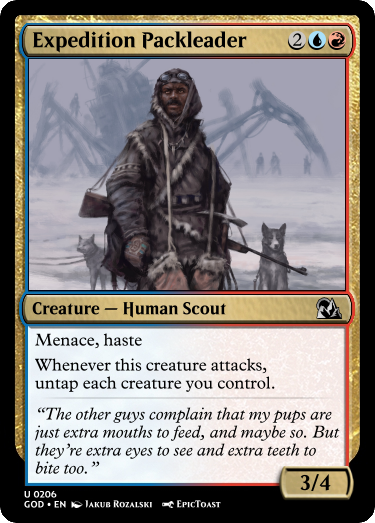 Expedition Packleader 2
Creature — Human Scout
Menace, haste
Whenever this creature attacks,
untap each creature you control.
“The other guys complain that my pups are
just extra mouths to feed, and maybe so. But
they’re extra eyes to see and extra teeth to
bite too.”
3/4
U 0206
GOD • EN Jakub Rozalski EpicToast